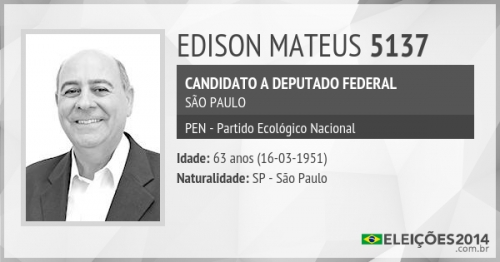 EDISON MATEUS 5137
CANDIDATO A DEPUTADO FEDERAL
SÃO PAULO
PEN - Partido Ecológico Nacional
Idade: 63 anos (16-03-1951)
Naturalidade: SP - São Paulo
ELEIÇÕES2014
.com.br